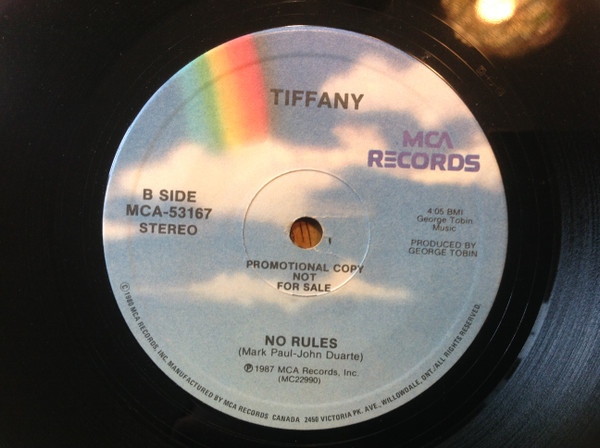 TIFFANY
MCA
RECORDS
B SIDE
MCA-53167
STEREO
4:05 BMI
George Tobin
Music
PRODUCED BY
GEORGE TOBIN
PROMOTIONAL COPY
NOT
FOR SALE
NO RULES
(Mark Paul-John Duarte)
Ⓟ1987 MCA Records, Inc.
(MC22990)
©1980 MCA RECORDS, INC. MANUFACTURED BY MCA RECORDS CANADA 2450 VICTORIA PK. AVE., WILLOWDALE, ONT./ALL RIGHTS RESERVED.